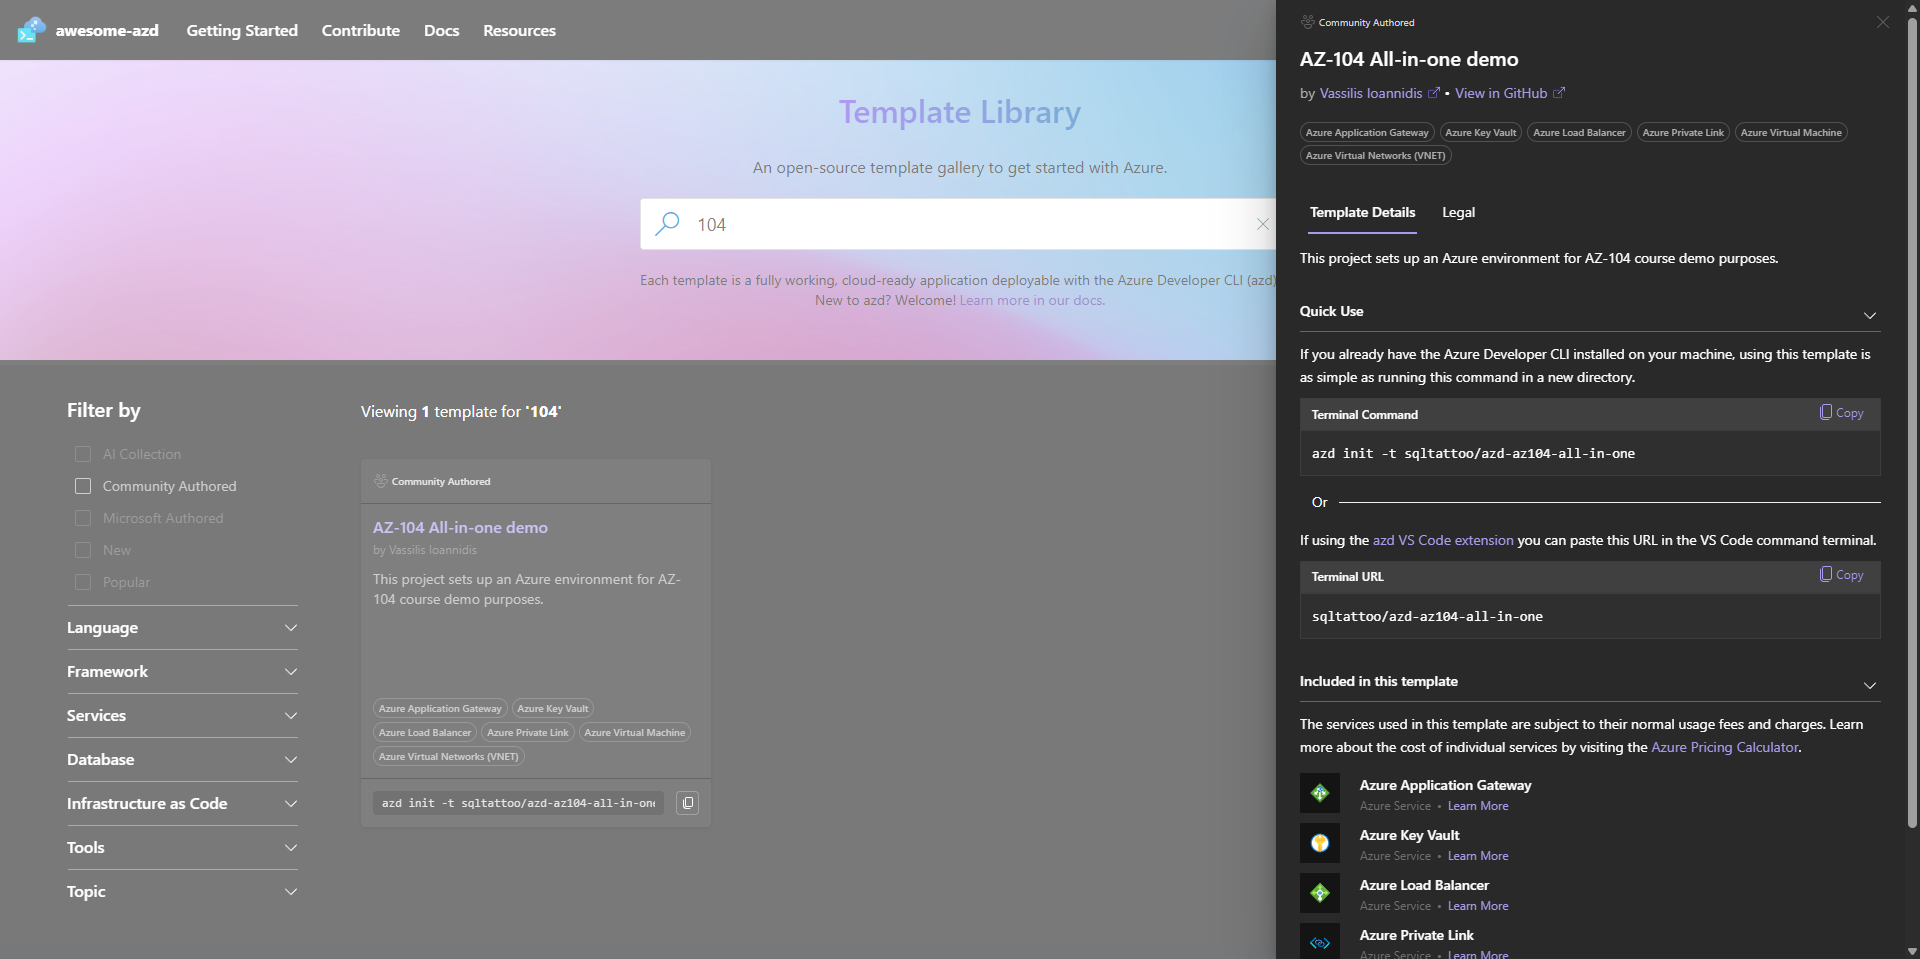 awesome-azd Getting Started Contribute Docs Resources
Template Library
An open-source template gallery to get started with Azure.
104
Each template is a fully working, cloud-ready application deployable with the Azure Developer CLI (azd)
New to azd? Welcome! Learn more in our docs.
Filter by
AI Collection
Community Authored
Microsoft Authored
New
Popular
Language
Framework
Services
Database
Infrastructure as Code
Tools
Topic
Viewing 1 template for '104'
Community Authored
AZ-104 All-in-one demo
by Vassilis Ioannidis
This project sets up an Azure environment for AZ-
104 course demo purposes.
Azure Application Gateway Azure Key Vault
Azure Load Balancer Azure Private Link Azure Virtual Machine
Azure Virtual Networks (VNET)
azd init -t sqltattoo/azd-az104-all-in-one
Community Authored
AZ-104 All-in-one demo
by Vassilis Ioannidis • View in GitHub
Azure Application Gateway Azure Key Vault Azure Load Balancer Azure Private Link Azure Virtual Machine
Azure Virtual Networks (VNET)
Template Details Legal
This project sets up an Azure environment for AZ-104 course demo purposes.
Quick Use
If you already have the Azure Developer CLI installed on your machine, using this template is
as simple as running this command in a new directory.
Terminal Command Copy
azd init -t sqltattoo/azd-az104-all-in-one
Or
If using the azd VS Code extension you can paste this URL in the VS Code command terminal.
Terminal URL Copy
sqltattoo/azd-az104-all-in-one
Included in this template
The services used in this template are subject to their normal usage fees and charges. Learn
more about the cost of individual services by visiting the Azure Pricing Calculator.
Azure Application Gateway
Azure Service • Learn More
Azure Key Vault
Azure Service • Learn More
Azure Load Balancer
Azure Service • Learn More
Azure Private Link
Azure Service • Learn More